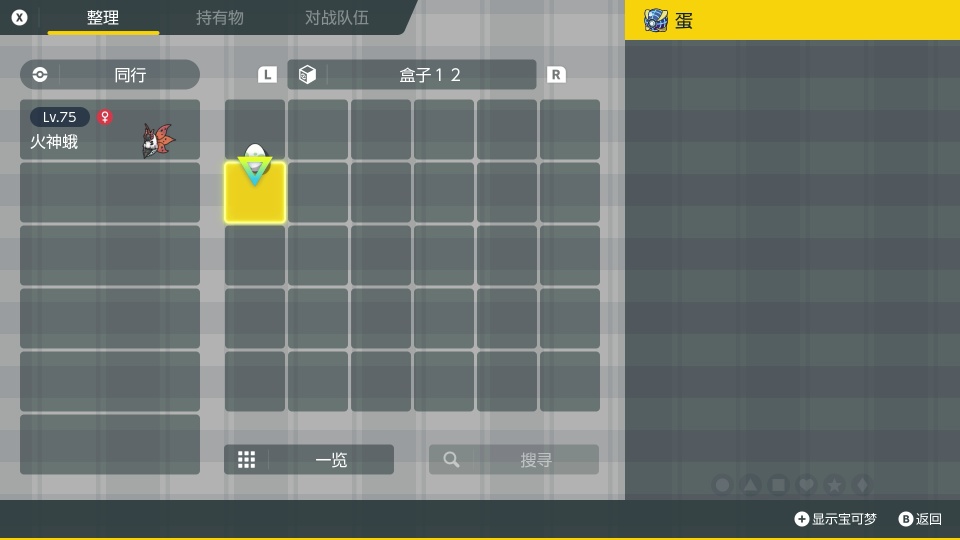 X 整理 持有物 对战队伍
蛋
同行
L 盒子12 R
Lv.75
火神蛾
一览 搜寻
+ 显示宝可梦 B 返回